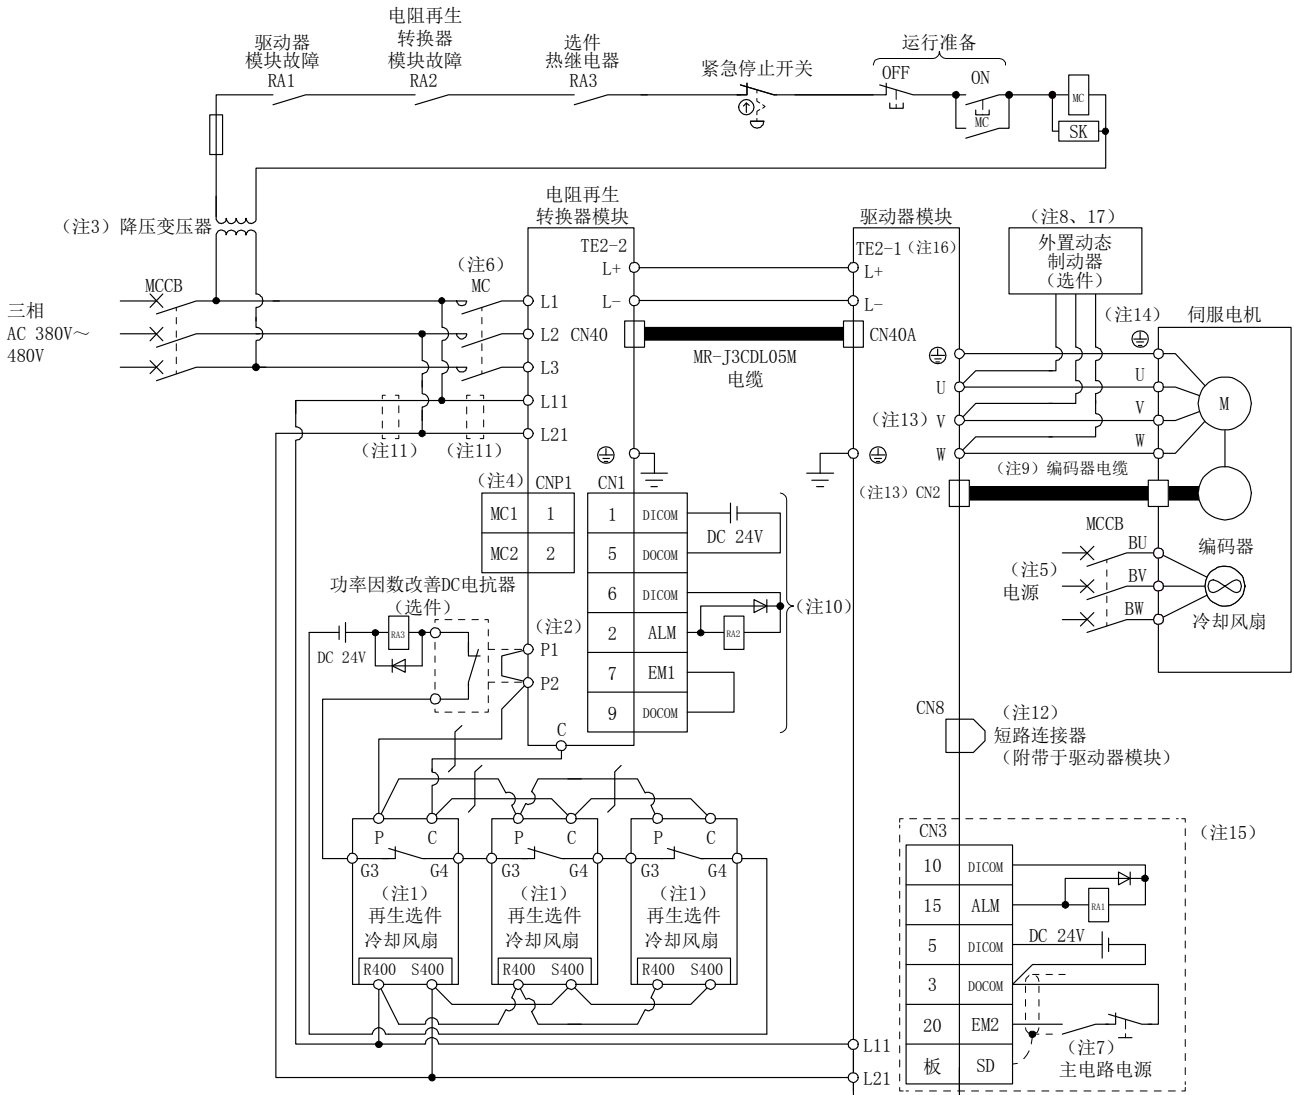 驱动器
模块故障
RA1
电阻再生
转换器
模块故障
RA2
选件
热继电器
RA3
紧急停止开关
运行准备
OFF
ON
MC
MC
SK
(注3) 降压变压器
电阻再生
转换器模块
TE2-2
L+
L-
驱动器模块
TE2-1 (注16)
L+
L-
(注8、17)
外置动态
制动器
(选件)
MCCB
(注6)
MC
三相
AC 380V～
480V
L1
L2
L3
CN40
CN40A
MR-J3CDL05M
电缆
L11
L21
(注11)
(注11)
(注14)
伺服电机
U
V
W
(注13)
U
V
W
M
(注9) 编码器电缆
(注13) CN2
编码器
(注4)
CNP1
MC1 1
MC2 2
CN1
1 DICOM
5 DOCOM
6 DICOM
2 ALM
7 EM1
9 DOCOM
DC 24V
RA2
(注10)
MCCB
(注5)
电源
BU
BV
BW
冷却风扇
功率因数改善DC电抗器
(选件)
RA3
DC 24V
(注2)
P1
P2
C
CN8
(注12)
短路连接器
(附带于驱动器模块)
P C
G3 G4
(注1)
再生选件
冷却风扇
R400 S400
P C
G3 G4
(注1)
再生选件
冷却风扇
R400 S400
P C
G3 G4
(注1)
再生选件
冷却风扇
R400 S400
CN3
(注15)
10 DICOM
15 ALM
5 DICOM
3 DOCOM
20 EM2
板 SD
RA1
DC 24V
(注7)
主电路电源
L11
L21